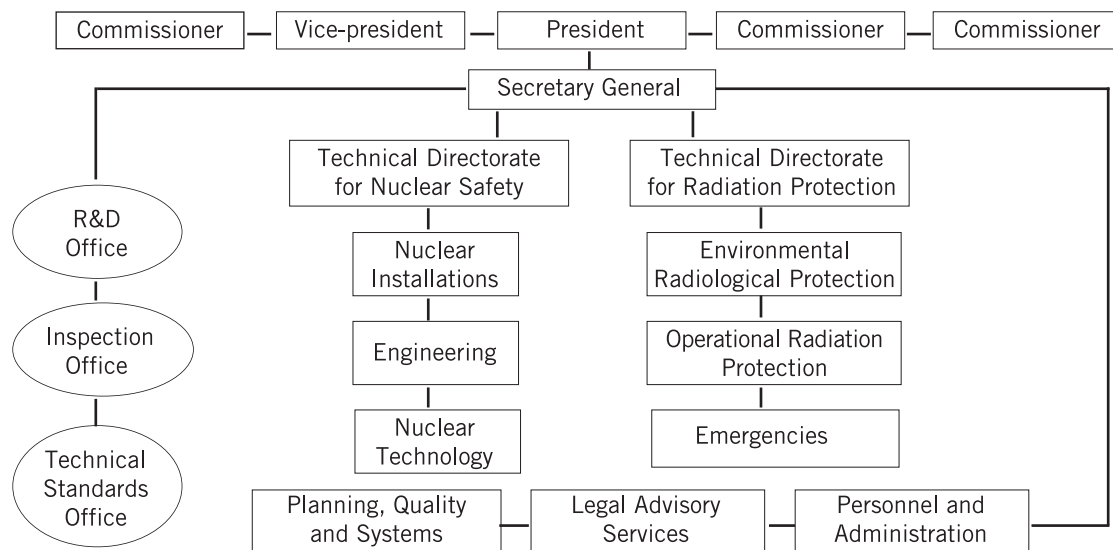 Commissioner
Vice-president
President
Commissioner
Commissioner
Secretary General
Technical Directorate
for Nuclear Safety
Technical Directorate
for Radiation Protection
R&D
Office
Nuclear
Installations
Environmental
Radiological Protection
Inspection
Office
Engineering
Operational Radiation
Protection
Nuclear
Technology
Emergencies
Technical
Standards
Office
Planning, Quality
and Systems
Legal Advisory
Services
Personnel and
Administration